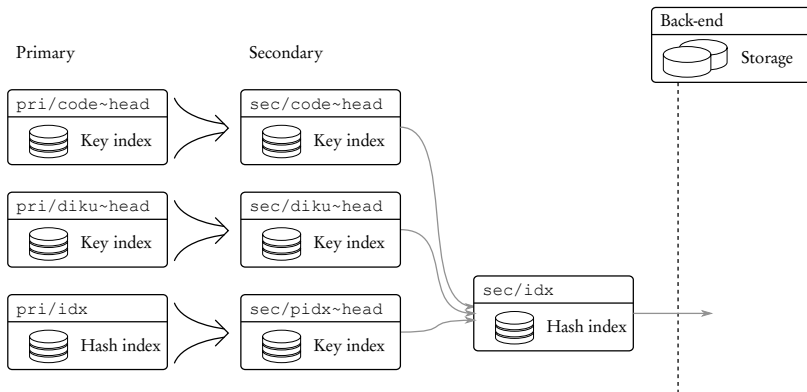 Back-end
Storage
Primary
Secondary
pri/code~head
Key index
sec/code~head
Key index
pri/diku~head
Key index
sec/diku~head
Key index
pri/idx
Hash index
sec/pidx~head
Key index
sec/idx
Hash index